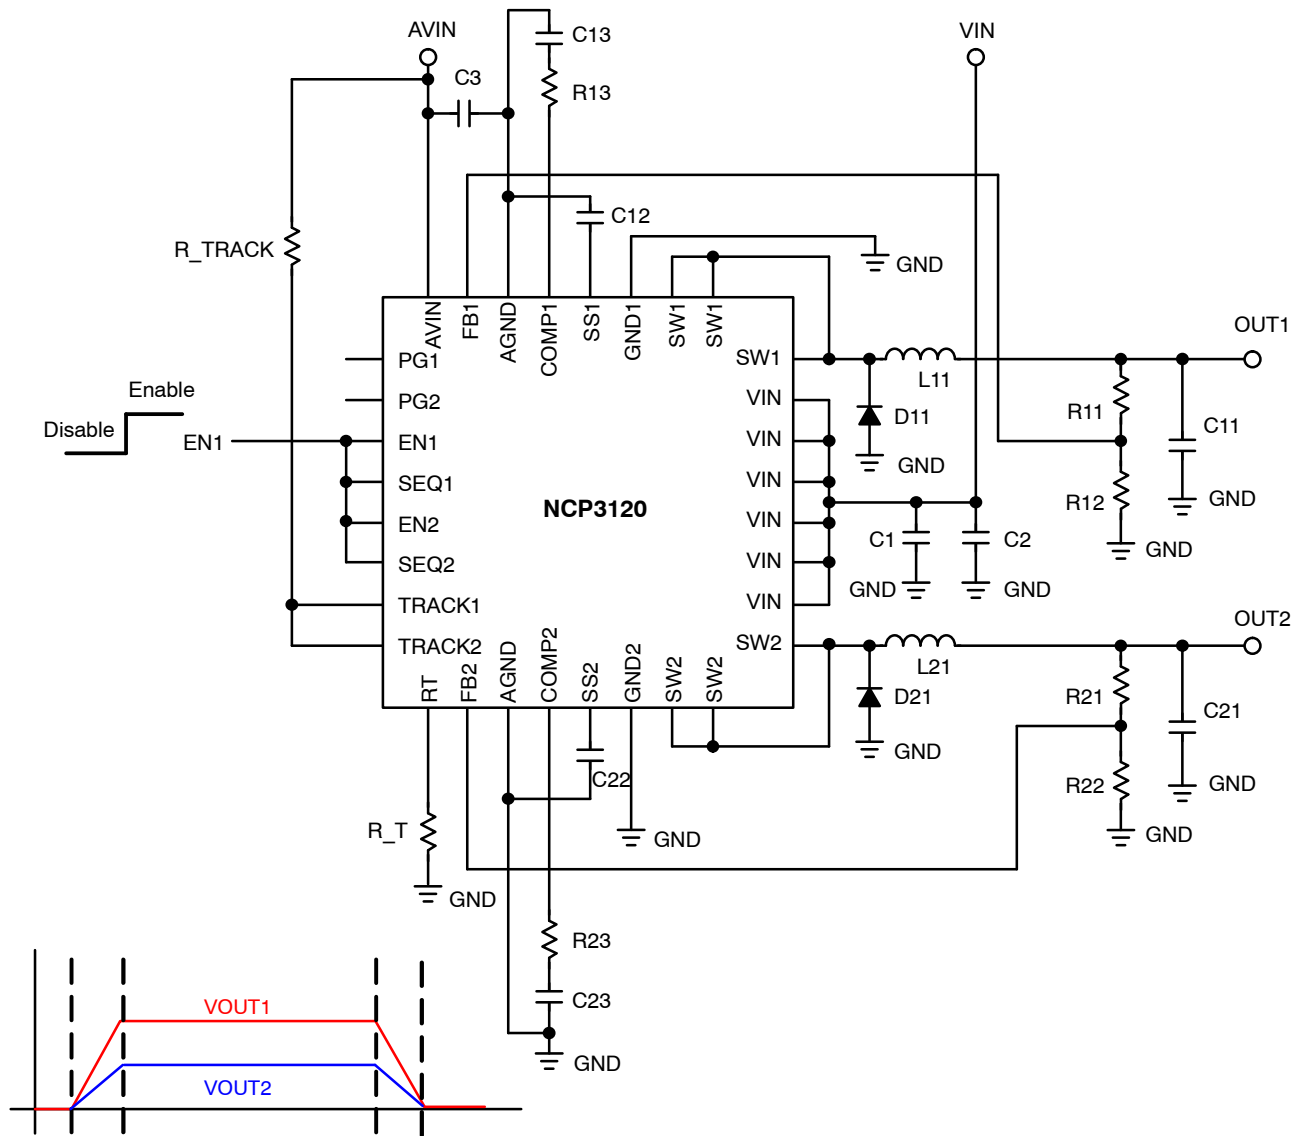 AVIN
C13
VIN
C3
R13
C12
R_TRACK
GND
OUT1
AVIN
FB1
AGND
COMP1
SS1
GND1
SW1
SW1
PG1
SW1
L11
Enable
PG2
VIN
D11
R11
C11
Disable
EN1
EN1
VIN
GND
SEQ1
VIN
R12
GND
NCP3120
EN2
VIN
C1
C2
GND
SEQ2
VIN
GND
GND
TRACK1
VIN
OUT2
TRACK2
SW2
L21
RT
FB2
AGND
COMP2
SS2
GND2
SW2
SW2
D21
R21
C21
GND
C22
R22
GND
R_T
GND
GND
GND
R23
C23
VOUT1
GND
VOUT2